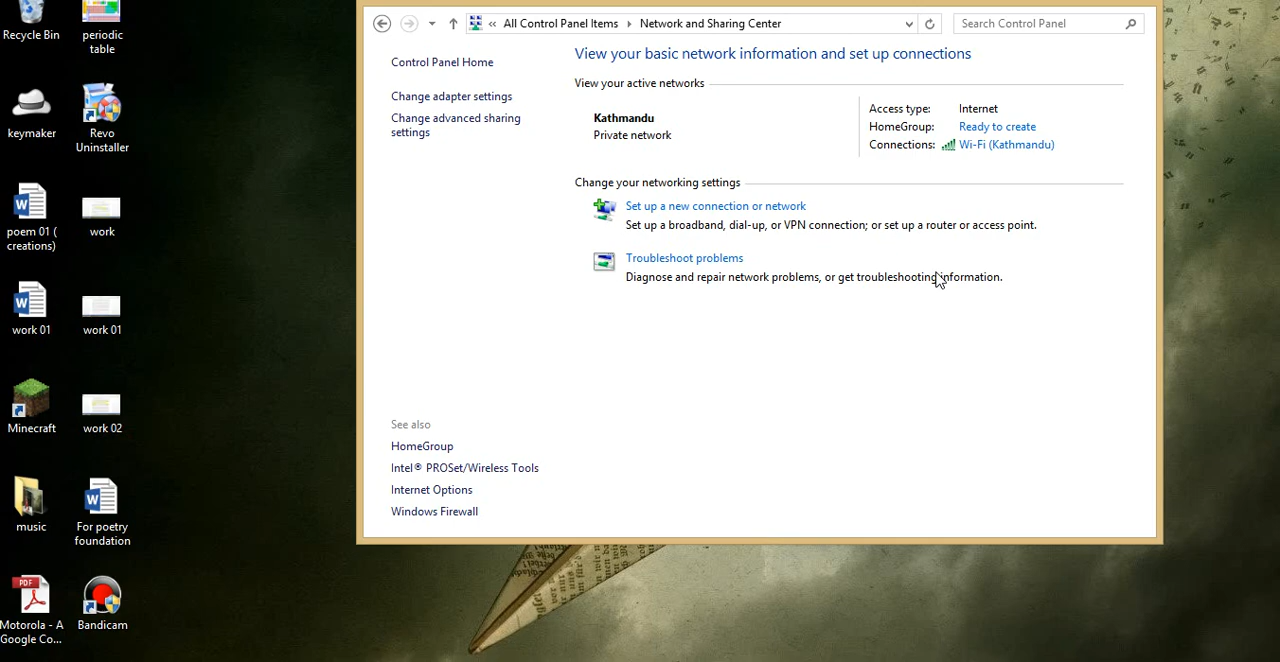 Recycle Bin
periodic
table
keymaker
Revo
Uninstaller
poem 01 (
creations)
work
work 01
work 01
Minecraft
work 02
music
For poetry
foundation
PDF
Motorola - A
Google Co...
Bandicam
« All Control Panel Items Network and Sharing Center
Search Control Panel
Control Panel Home
Change adapter settings
Change advanced sharing
settings
View your basic network information and set up connections
View your active networks
Kathmandu
Private network
Access type: Internet
HomeGroup: Ready to create
Connections: Wi-Fi (Kathmandu)
Change your networking settings
Set up a new connection or network
Set up a broadband, dial-up, or VPN connection; or set up a router or access point.
Troubleshoot problems
Diagnose and repair network problems, or get troubleshooting information.
See also
HomeGroup
Intel® PROSet/Wireless Tools
Internet Options
Windows Firewall